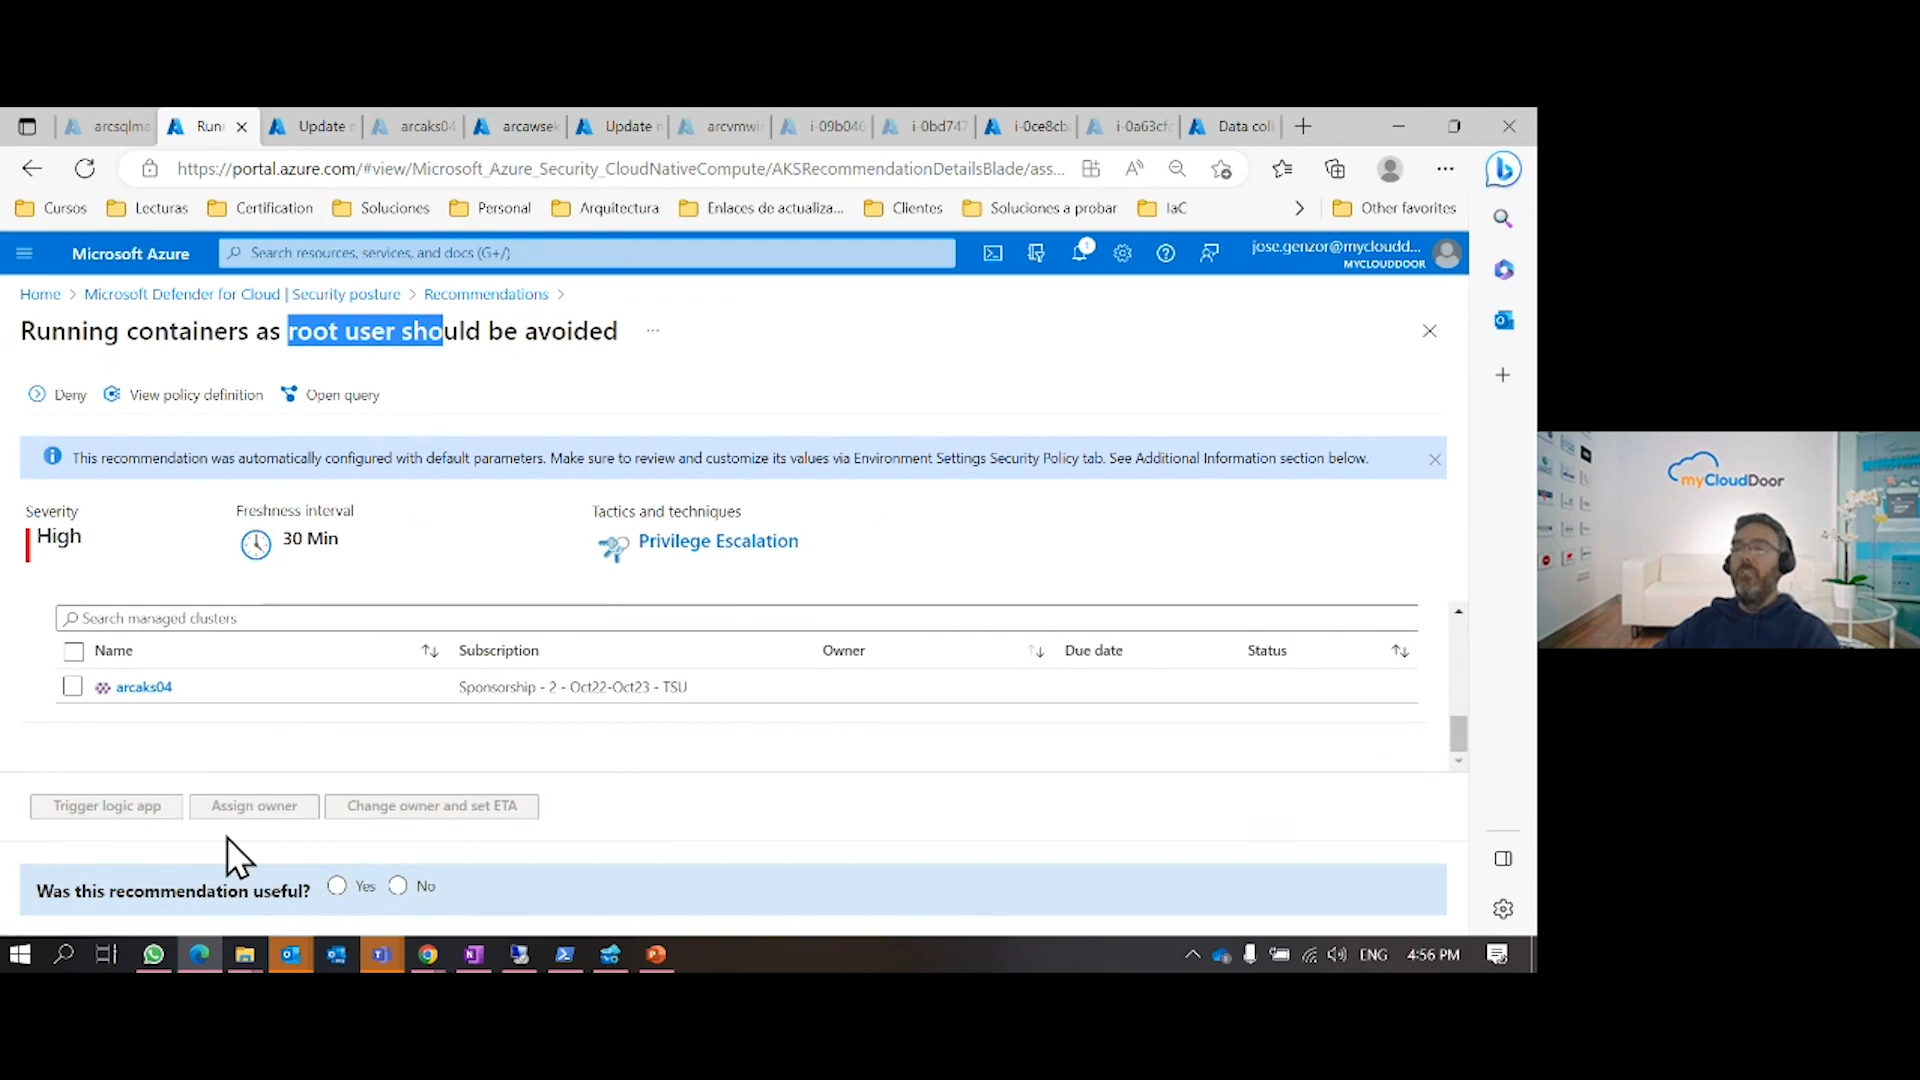 arcsqlma
Run
Update
arcaks04
arcawsek
Update
arcvmwi
i-09b046
i-0bd747
i-0ce8cb
i-0a63cf
Data coll
https://portal.azure.com/#view/Microsoft_Azure_Security_CloudNativeCompute/AKSRecommendationDetailsBlade/ass...
Cursos
Lecturas
Certification
Soluciones
Personal
Arquitectura
Enlaces de actualiza...
Clientes
Soluciones a probar
IaC
Other favorites
Microsoft Azure
Search resources, services, and docs (G+/)
1
jose.genzor@mycloudd...
MYCLOUDDOOR
Home > Microsoft Defender for Cloud | Security posture > Recommendations >
Running containers as root user should be avoided ...
Deny
View policy definition
Open query
This recommendation was automatically configured with default parameters. Make sure to review and customize its values via Environment Settings Security Policy tab. See Additional Information section below.
Severity
High
Freshness interval
30 Min
Tactics and techniques
Privilege Escalation
Search managed clusters
Name
Subscription
Owner
Due date
Status
arcaks04
Sponsorship - 2 - Oct22-Oct23 - TSU
Trigger logic app
Assign owner
Change owner and set ETA
Was this recommendation useful?
Yes
No
ENG
4:56 PM
myCloudDoor